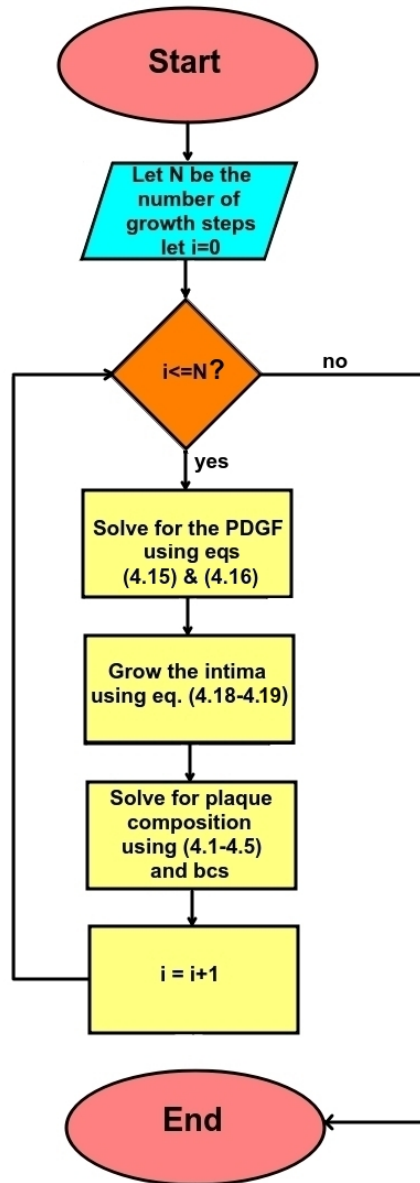 Start
Let N be the
number of
growth steps
let i=0
i<=N?
no
yes
Solve for the PDGF
using eqs
(4.15) & (4.16)
Grow the intima
using eq. (4.18-4.19)
Solve for plaque
composition
using (4.1-4.5)
and bcs
i = i+1
End